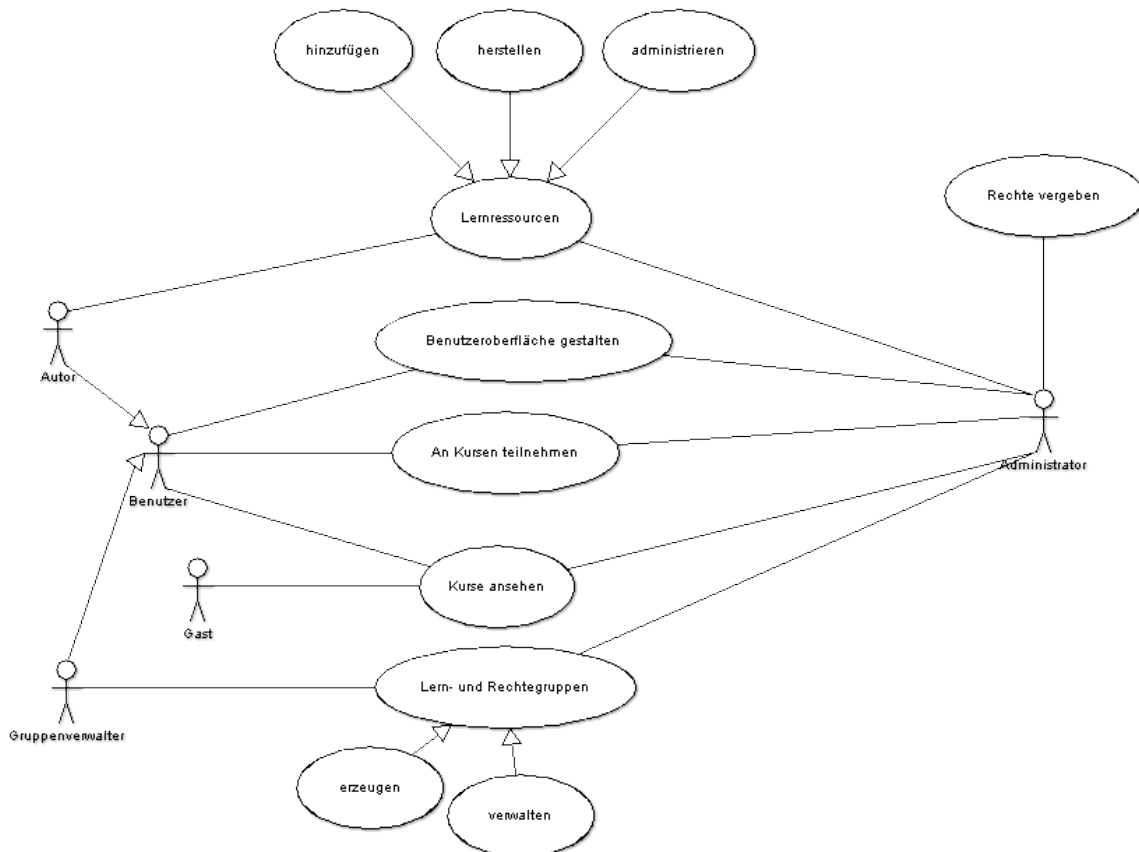 hinzufügen
herstellen
administrieren
Rechte vergeben
Lernressourcen
Benutzeroberfläche gestalten
Autor
An Kursen teilnehmen
Administrator
Benutzer
Kurse ansehen
Gast
Lern- und Rechtegruppen
Gruppenverwalter
erzeugen
verwalten